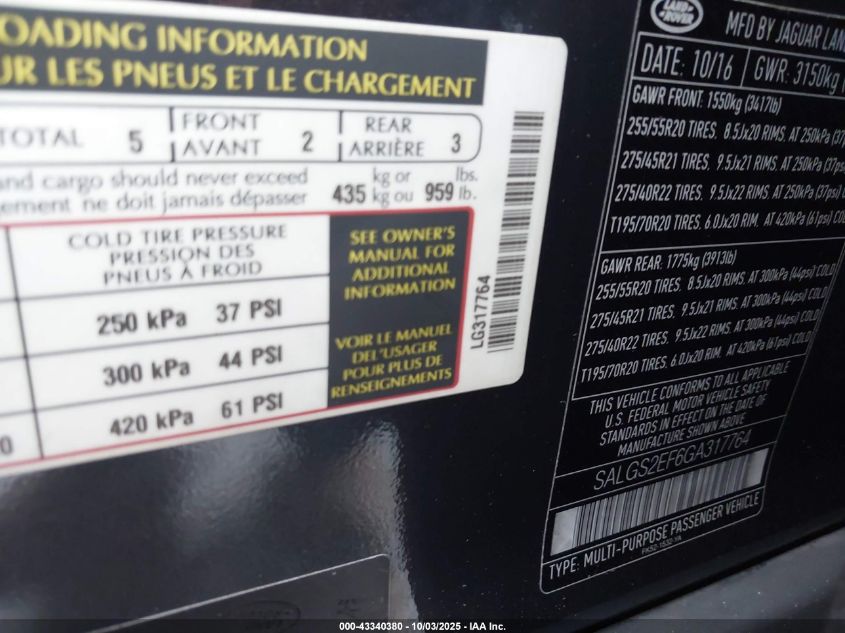 OADING INFORMATION
UR LES PNEUS ET LE CHARGEMENT
TOTAL 5 FRONT AVANT 2 REAR ARRIÈRE 3
and cargo should never exceed 435 kg or 959 lbs.
ement ne doit jamais dépasser kg ou lb.
COLD TIRE PRESSURE
PRESSION DES
PNEUS À FROID
250 kPa 37 PSI
300 kPa 44 PSI
0 420 kPa 61 PSI
SEE OWNER'S
MANUAL FOR
ADDITIONAL
INFORMATION
VOIR LE MANUEL
DEL'USAGER
POUR PLUS DE
RENSEIGNEMENTS
LG317764
LAND ROVER
MFD BY JAGUAR LAN
DATE: 10/16 GWR: 3150kg
GAWR FRONT: 1550kg (3417lb)
255/55R20 TIRES, 8.5Jx20 RIMS, AT 250kPa (37p
275/45R21 TIRES, 9.5Jx21 RIMS, AT 250kPa (37ps
275/40R22 TIRES, 9.5Jx22 RIMS, AT 250kPa (37psi)
T195/70R20 TIRES, 6.0Jx20 RIM, AT 420kPa (61psi)
GAWR REAR: 1775kg (3913lb)
255/55R20 TIRES, 8.5Jx20 RIMS, AT 300kPa (44psi) COLD
275/45R21 TIRES, 9.5Jx21 RIMS, AT 300kPa (44psi) COLD
275/40R22 TIRES, 9.5Jx22 RIMS, AT 300kPa (44psi) COLD
T195/70R20 TIRES, 6.0Jx20 RIM, AT 420kPa (61psi) COLD
THIS VEHICLE CONFORMS TO ALL APPLICABLE
U.S. FEDERAL MOTOR VEHICLE SAFETY
STANDARDS IN EFFECT ON THE DATE OF
MANUFACTURE SHOWN ABOVE
SALGS2EF6GA317764
TYPE: MULTI-PURPOSE PASSENGER VEHICLE
FK52-1532-YA
000-43340380 - 10/03/2025 - IAA Inc.